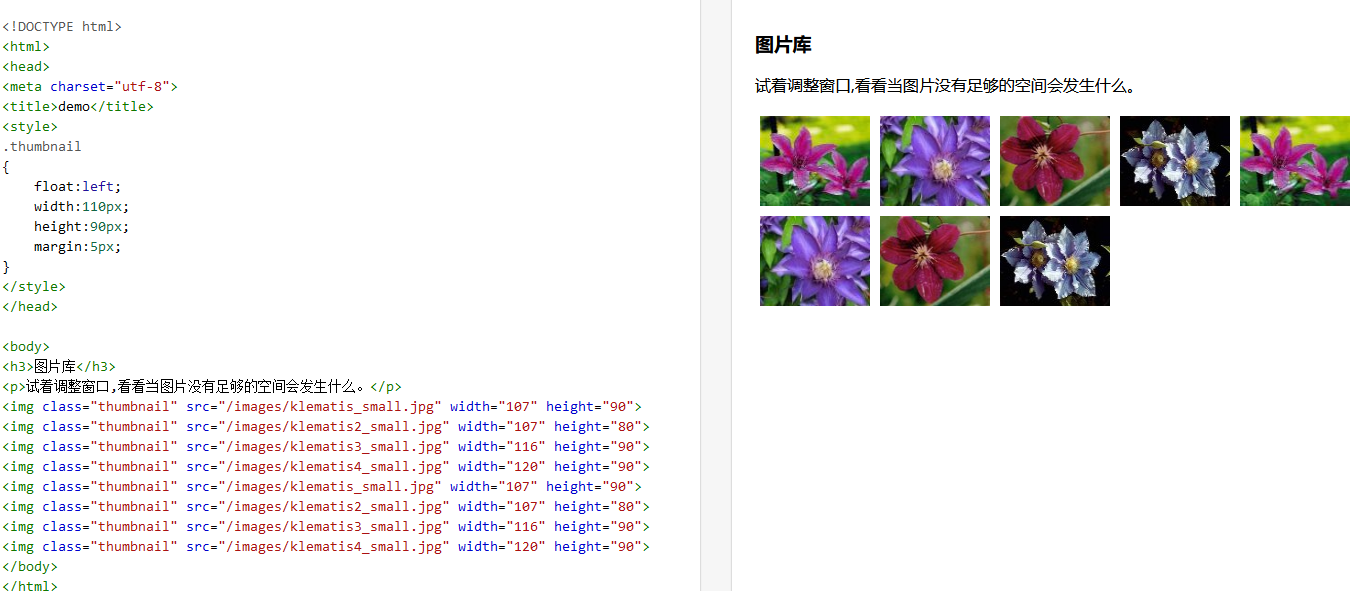 <!DOCTYPE html>
<html>
<head>
<meta charset="utf-8">
<title>demo</title>
<style>
.thumbnail
{
    float:left;
    width:110px;
    height:90px;
    margin:5px;
}
</style>
</head>

<body>
<h3>图片库</h3>
<p>试着调整窗口,看看当图片没有足够的空间会发生什么。</p>
<img class="thumbnail" src="/images/klematis_small.jpg" width="107" height="90">
<img class="thumbnail" src="/images/klematis2_small.jpg" width="107" height="80">
<img class="thumbnail" src="/images/klematis3_small.jpg" width="116" height="90">
<img class="thumbnail" src="/images/klematis4_small.jpg" width="120" height="90">
<img class="thumbnail" src="/images/klematis_small.jpg" width="107" height="90">
<img class="thumbnail" src="/images/klematis2_small.jpg" width="107" height="80">
<img class="thumbnail" src="/images/klematis3_small.jpg" width="116" height="90">
<img class="thumbnail" src="/images/klematis4_small.jpg" width="120" height="90">
</body>
</html>
图片库
试着调整窗口,看看当图片没有足够的空间会发生什么。